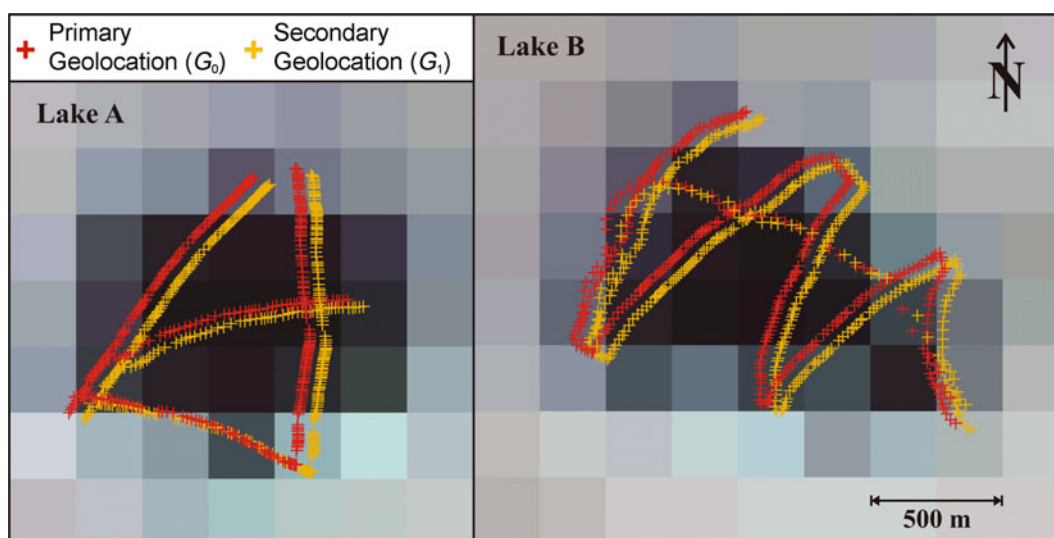 Primary
Geolocation (G₀)
Secondary
Geolocation (G₁)
Lake A
Lake B
N
500 m